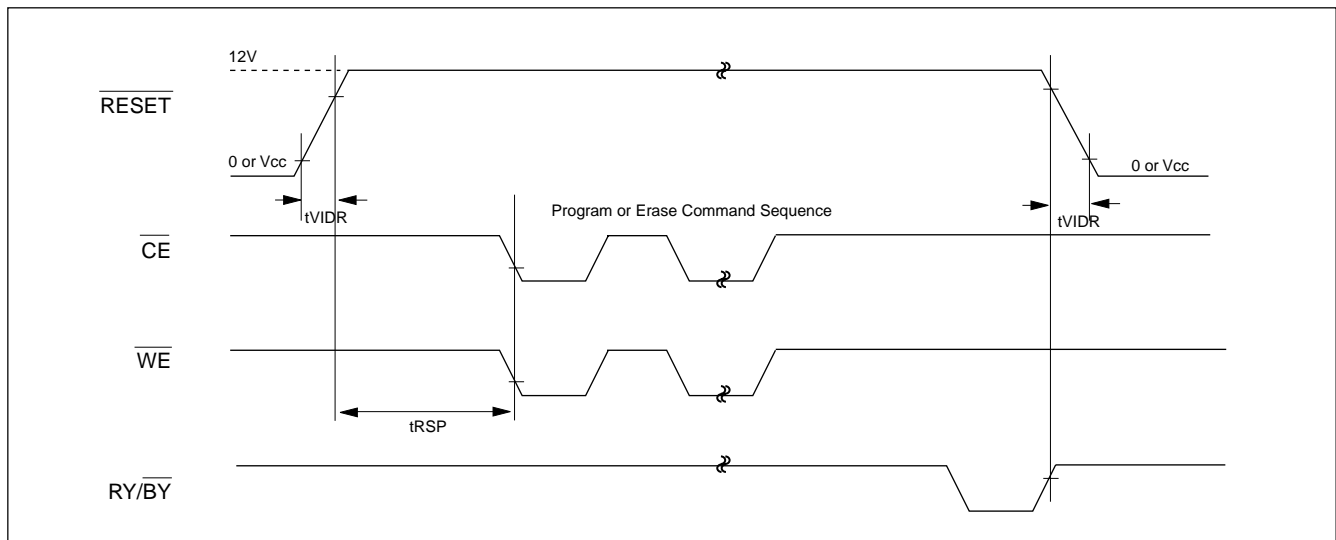 12V
RESET
0 or Vcc
0 or Vcc
tVIDR
Program or Erase Command Sequence
tVIDR
CE
WE
tRSP
RY/BY